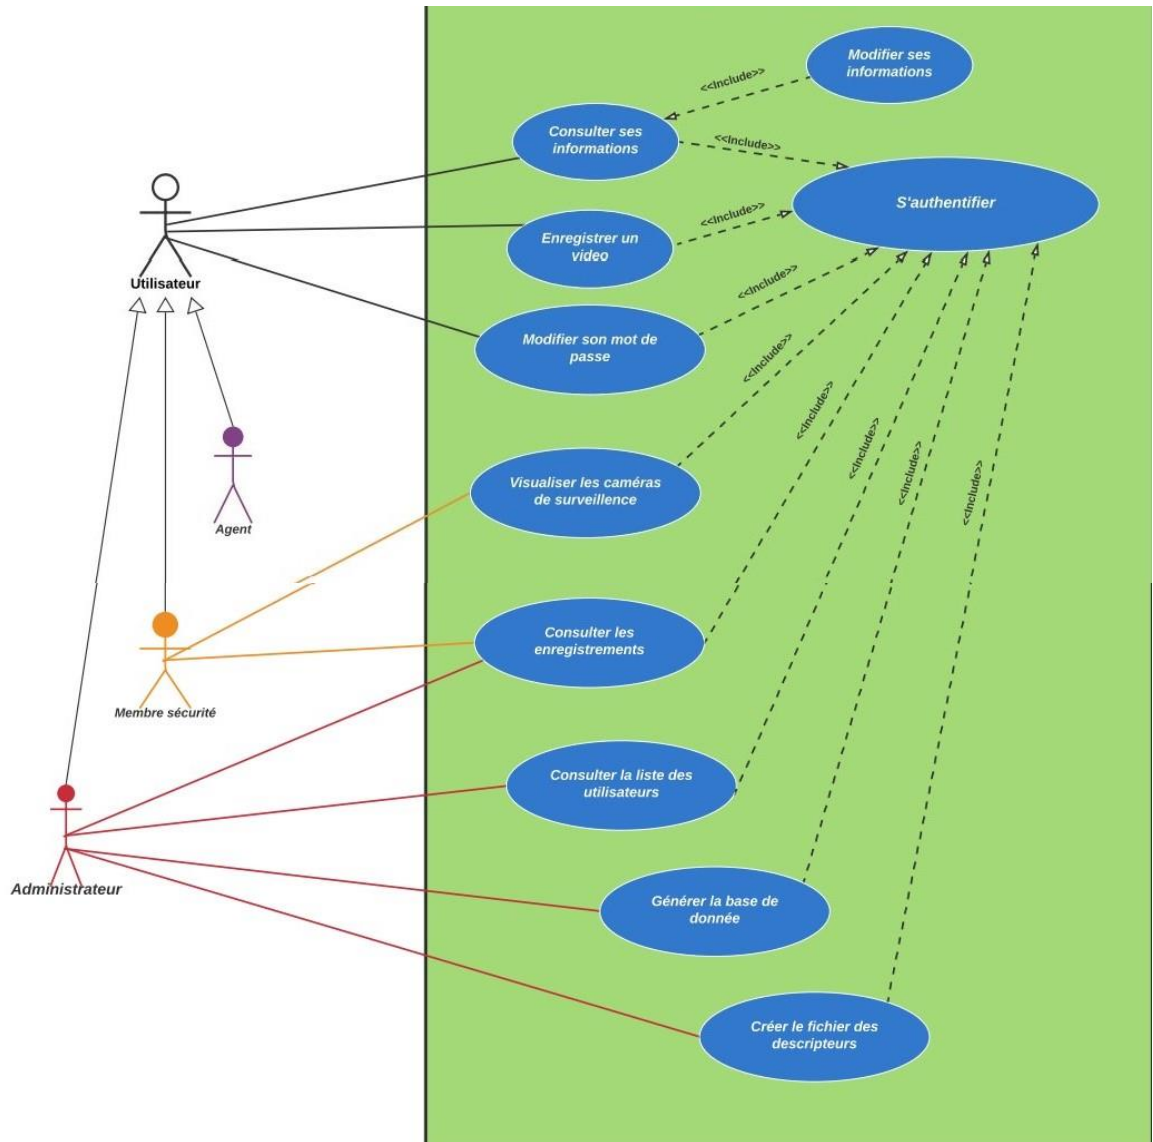 Modifier ses
informations
<<Include>>
Consulter ses
informations
<<Include>>
S'authentifier
<<Include>>
Enregistrer un
video
<<Include>>
Utilisateur
Modifier son mot de
passe
<<Include>>
<<Include>>
<<Include>>
<<Include>>
<<Include>>
Visualiser les caméras
de surveillence
Agent
Consulter les
enregistrements
Membre sécurité
Consulter la liste des
utilisateurs
Administrateur
Générer la base de
donnée
Créer le fichier des
descripteurs